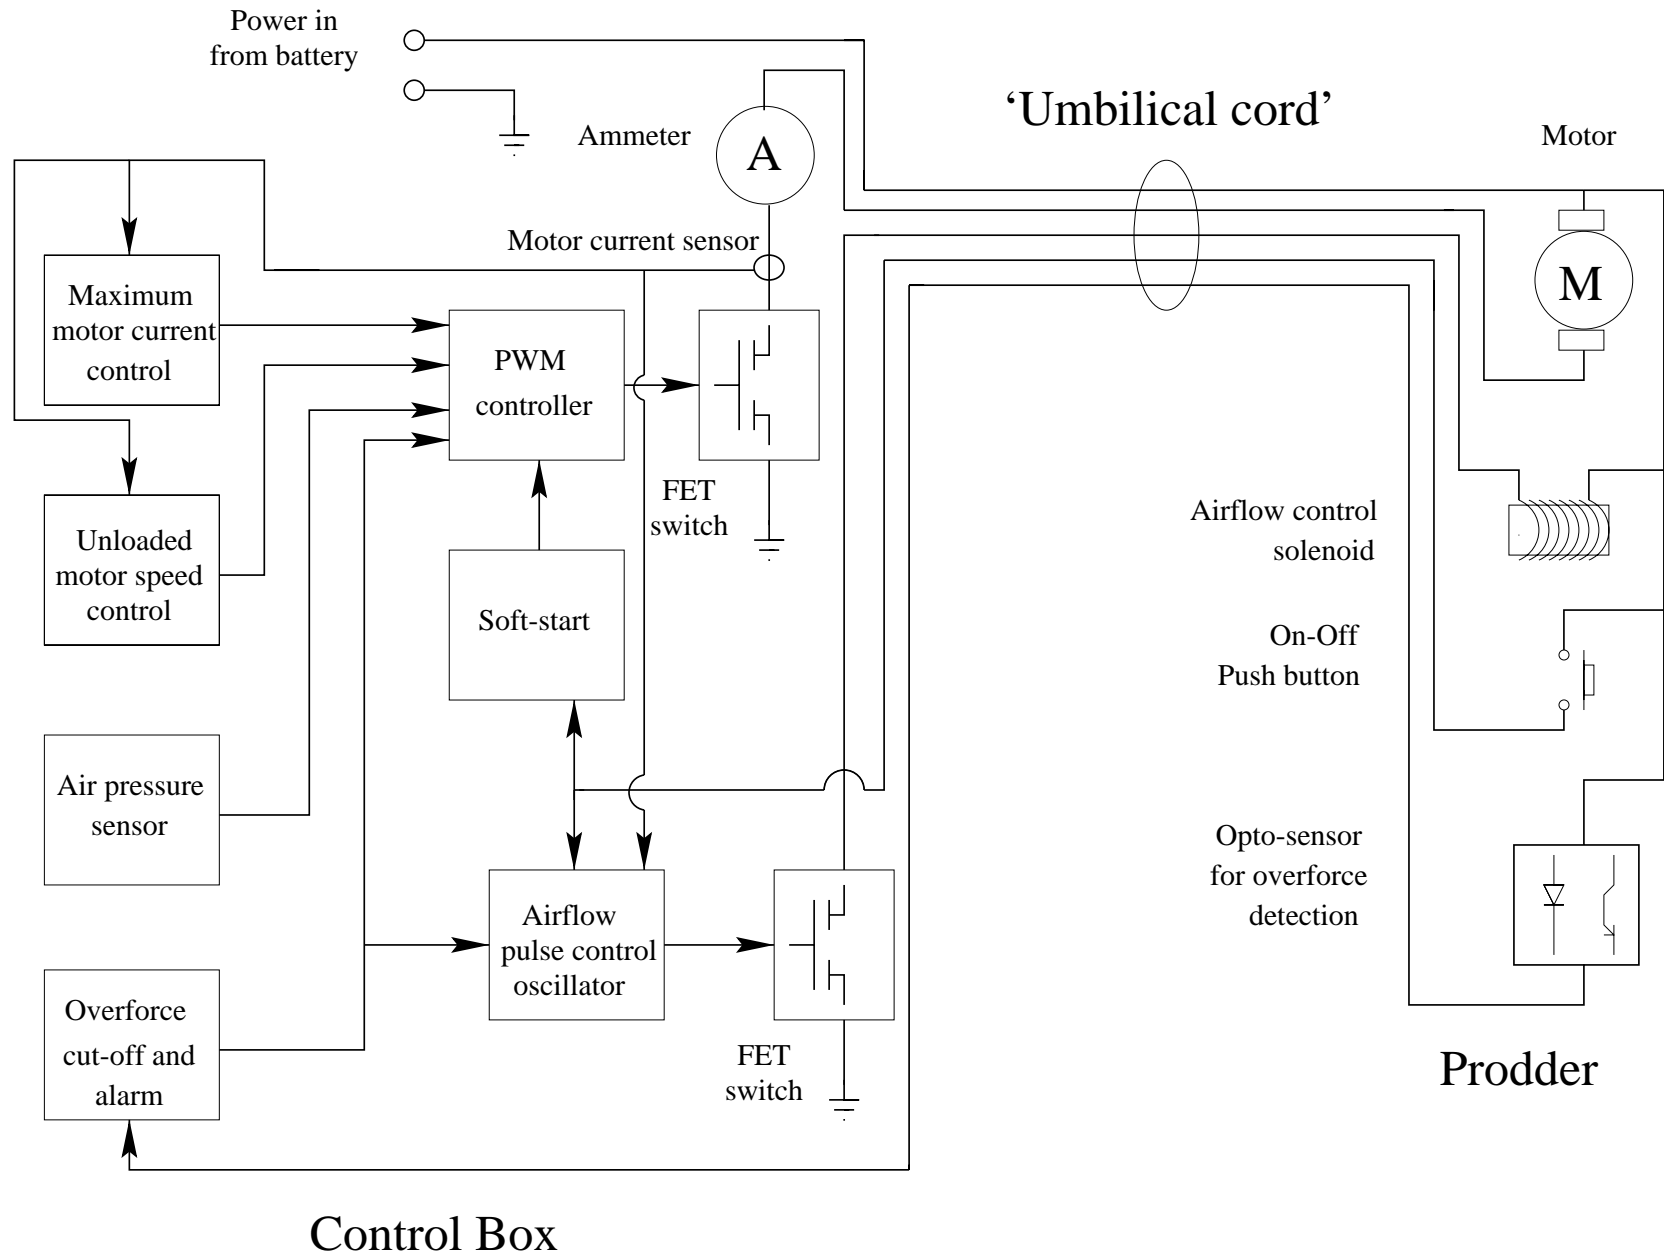 Power in
from battery
Ammeter
A
‘Umbilical cord’
Motor
M
Motor current sensor
Maximum
motor current
control
PWM
controller
FET
switch
Unloaded
motor speed
control
Soft-start
Airflow control
solenoid
On-Off
Push button
Air pressure
sensor
Opto-sensor
for overforce
detection
Airflow
pulse control
oscillator
Overforce
cut-off and
alarm
FET
switch
Prodder
Control Box